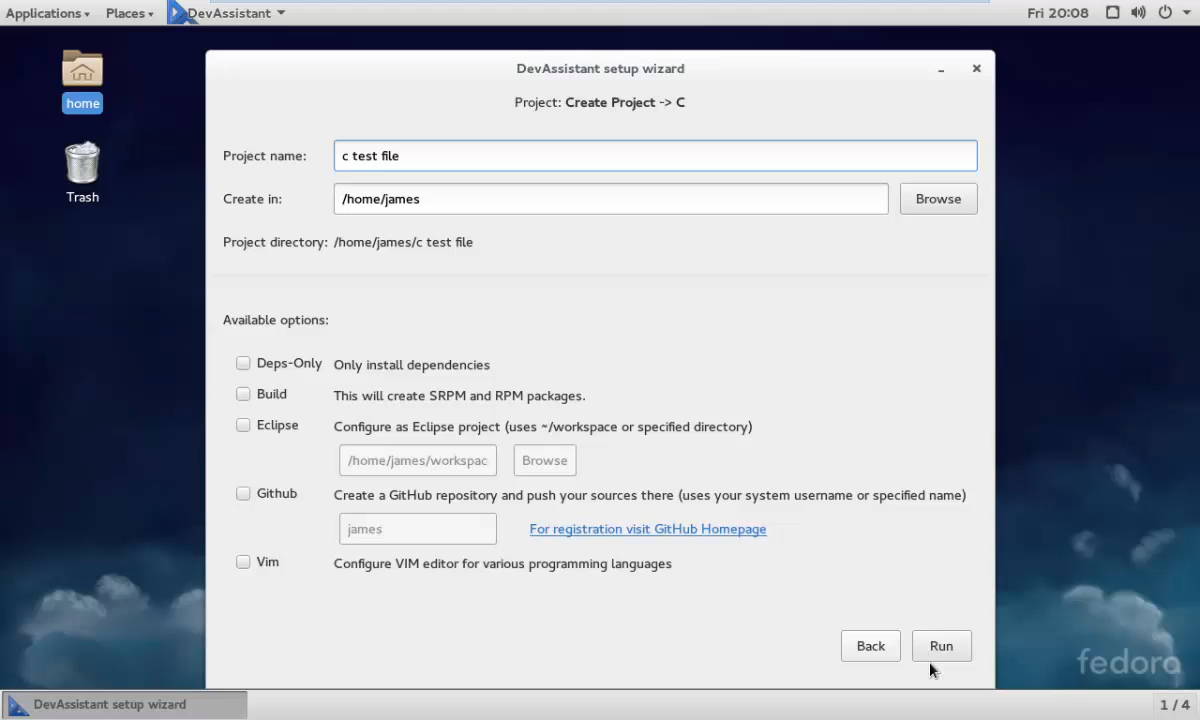 Applications Places DevAssistant Fri 20:08
home
Trash
DevAssistant setup wizard
Project: Create Project -> C
Project name: c test file
Create in: /home/james Browse
Project directory: /home/james/c test file
Available options:
Deps-Only Only install dependencies
Build This will create SRPM and RPM packages.
Eclipse Configure as Eclipse project (uses ~/workspace or specified directory)
/home/james/workspac Browse
Github Create a GitHub repository and push your sources there (uses your system username or specified name)
james For registration visit GitHub Homepage
Vim Configure VIM editor for various programming languages
Back Run
fedora
DevAssistant setup wizard 1 / 4